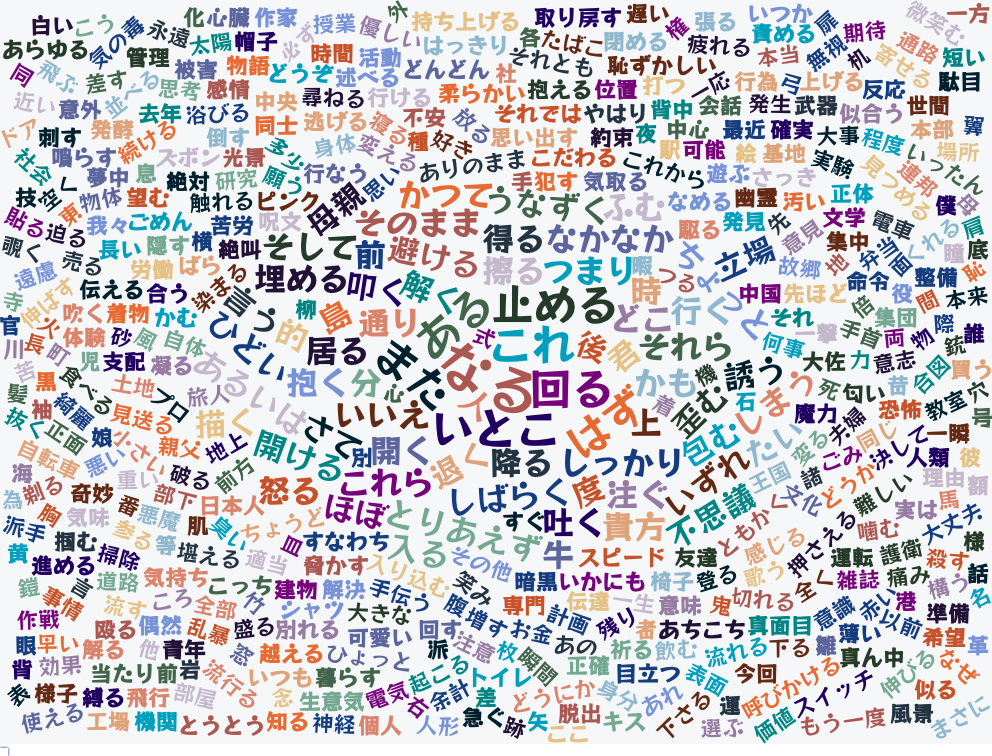 白い こう 気の毒 永遠 化 心臓 作家 授業 優しい 外 持ち上げる 取り戻す 遅い 権 張る いつか 扉 期待 微笑む 一方
あらゆる 管理 太陽 帽子 必ず 時間 活動 はっきり 各 たばこ 閉める 疲れる 責める 無視 机 通路 短い
同 飛ぶ 差す 並べる 被害 物語 どうぞ 述べる どんどん 社 それとも 恥ずかしい 本当 寄せる 駄目
近い 意外 思考 感情 中央 尋ねる 行ける 柔らかい 抱える 位置 打つ 一応 行為 弓 上げる 反応 世間
ドア 刺す 発酵 続ける 去年 浴びる 同士 逃げる 寝る 不安 放る それでは やはり 背中 会話 発生 武器 似合う 本部 翼
社会 鳴らす ズボン 倒す 光景 多少 身体 変える 種 好き 思い出す 約束 夜 中心 最近 確実 大事 程度 いったん 場所
夢中 息 絶対 研究 願う 行なう 思い ありのまま こだわる これから 駅 可能 絵 基地 実験 見つめる 連邦
技 空 く 物体 望む 触れる ピンク 母親 かつて 手 犯す 気取る 遊ぶ さっき 幽霊 汚い 正体 僕 母
貼る 迫る 東 我々 ごめん 苦労 呪文 そのまま うなずく ふむ なめる 駆る 発見 先 文学 電車 くれる 肩
覗く 売る 長い 隠す 横 絶叫 そして 前 避ける 得る なかなか 立場 意見 集中 弁当 面 瞳 底
遠慮 労働 ばら 染まる 埋める 叩く 解く 擦る つまり 暇 つる ちょっと 故郷 地 命令 整備 恥
寺 伸ばす 伝える 合う 言う 柳 島 通り ある 止める 時 どこ 行く 中国 先ほど 倍 役 間 本来
官 火 吹く 着物 かむ ひどい 的 式 これ 後 君 それら それ 撃 手首 集団 両 物 際 誰
川 長 町 体験 砂 風 自体 居る また なる 回る かも 機 誘う 何事 大佐 力 意志 銃
児 支配 凝る ある 抱く 分 心 着 歪む 石 しまう 死 匂い 昔 合図 買う
髪 黒 食べる 土地 プロ 旅人 いいえ いとこ はず 上 包む 魔力 夫婦 恐怖 教室 穴 号
抜く 袖 綺麗 見送る 描く いは さて 別 開く 退く 降る しっかり いずれ たい 変る 同じ 決して 一瞬
正面 娘 小さい 親父 地上 開ける これら しばらく 度 注ぐ 不思議 王国 諸 ごみ 人類 彼
自転車 悪い 破る 前方 怒る ほぼ とりあえず すぐ 吐く 貴方 文化 どうか 難しい 理由 額
海 剃る 奇妙 重い 部下 日本人 ちょうど 入る 牛 スピード 友達 ともかく 押さえる 噛む 実は 馬
為 胸 気味 番 悪魔 肌 臭い 皿 すなわち その他 感じる 運転 護衛 大丈夫
派手 掴む 参る 等 堪える 適当 脅かす 入り込む 笑み 暗黒 いかにも 椅子 登る 歌う 全く 雑誌 痛み 殺す 様
黄 進める 掃除 気持ち こっち 建物 解決 手伝う 腹 専門 伝達 一生 意味 鬼 切れる 意識 赤い 港 構う 話
鎧 言 道路 ころ 全部 竹 シャツ 大きな 増す お金 計画 残り 者 あちこち 真面目 以前 準備 名
作戦 事情 流す 偶然 乱暴 盛る 別れる 可愛い 回す 注意 枚 瞬間 あの 祈る 飲む 流れる 下る 雛 薄い 希望 革
眼 早い 殴る 解る 他 青年 窓 越える ひょっと 派 正確 目立つ 表面 今回 真ん中 なす
背 効果 当たり前 岩 流行る いつも 暮らす 起こる トイレ どうにか 身分 あれ 呼びかける スイッチ 伸びる 似る
表 様子 縛る 飛行 部屋 念 生意気 電気 右 余計 差 脱出 下さる 運 風景
使える 工場 機関 とうとう 知る 神経 個人 人形 急ぐ 跡 矢 ここ キス 選ぶ 価値 もう一度 まさに